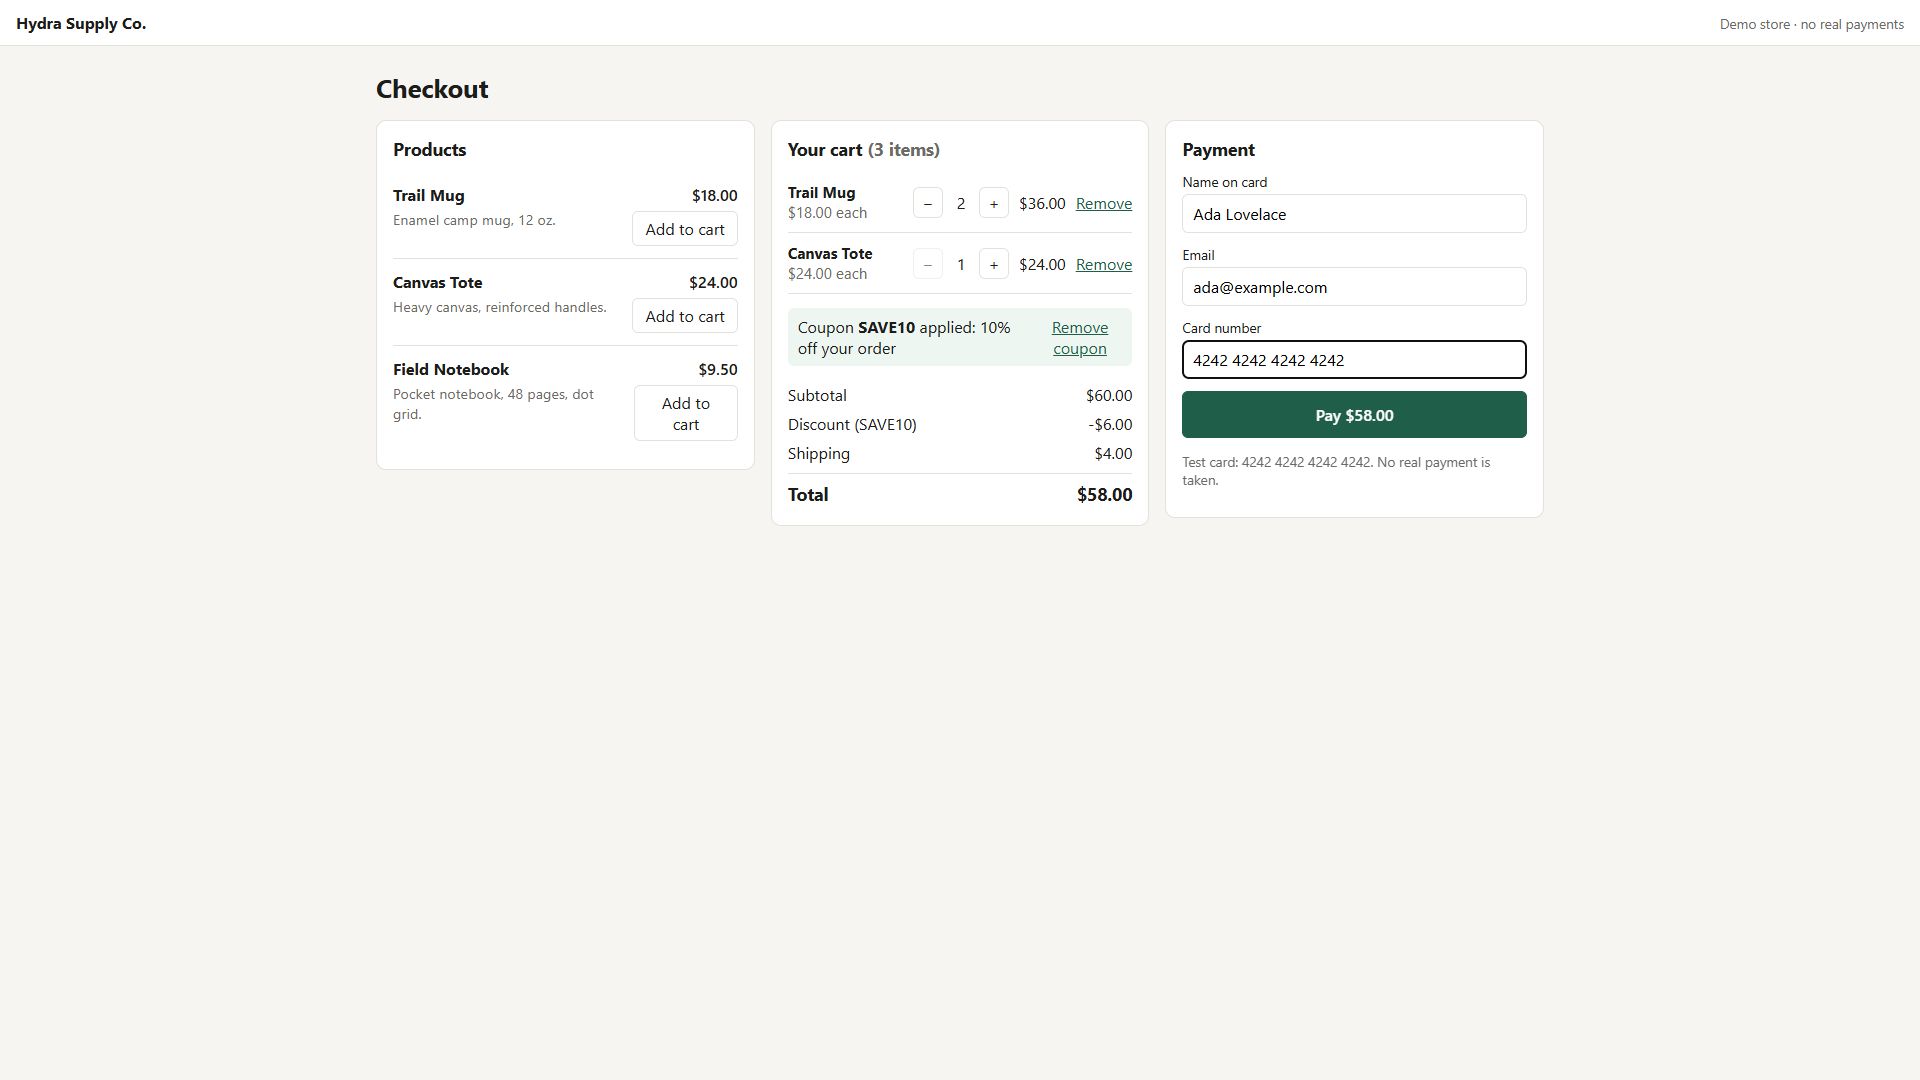 Hydra Supply Co.
Demo store · no real payments
Checkout
Products
Trail Mug
$18.00
Enamel camp mug, 12 oz.
Add to cart
Canvas Tote
$24.00
Heavy canvas, reinforced handles.
Add to cart
Field Notebook
$9.50
Pocket notebook, 48 pages, dot
grid.
Add to
cart
Your cart (3 items)
Trail Mug
$18.00 each
− 2 + $36.00 Remove
Canvas Tote
$24.00 each
− 1 + $24.00 Remove
Coupon SAVE10 applied: 10%
off your order
Remove
coupon
Subtotal $60.00
Discount (SAVE10) -$6.00
Shipping $4.00
Total $58.00
Payment
Name on card
Ada Lovelace
Email
ada@example.com
Card number
4242 4242 4242 4242
Pay $58.00
Test card: 4242 4242 4242 4242. No real payment is
taken.